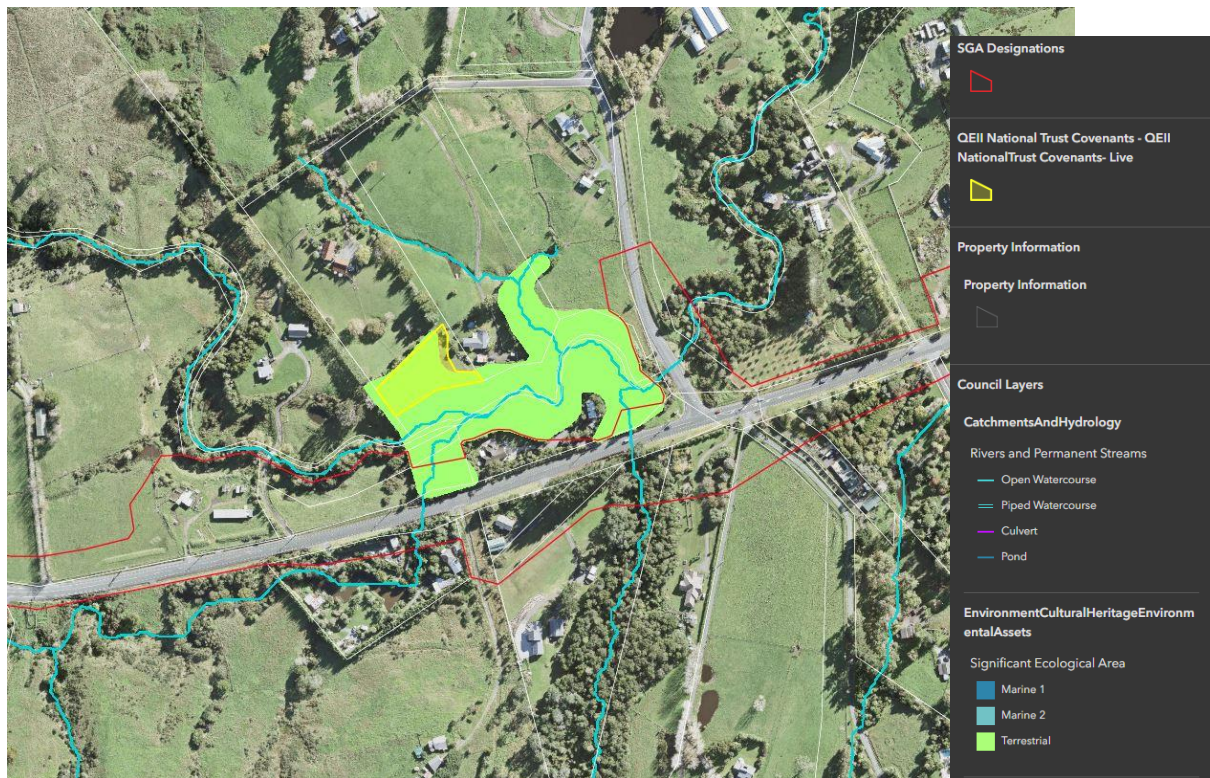 SGA Designations
QEII National Trust Covenants - QEII
NationalTrust Covenants- Live
Property Information
Property Information
Council Layers
CatchmentsAndHydrology
Rivers and Permanent Streams
Open Watercourse
Piped Watercourse
Culvert
Pond
EnvironmentCulturalHeritageEnvironm
entalAssets
Significant Ecological Area
Marine 1
Marine 2
Terrestrial